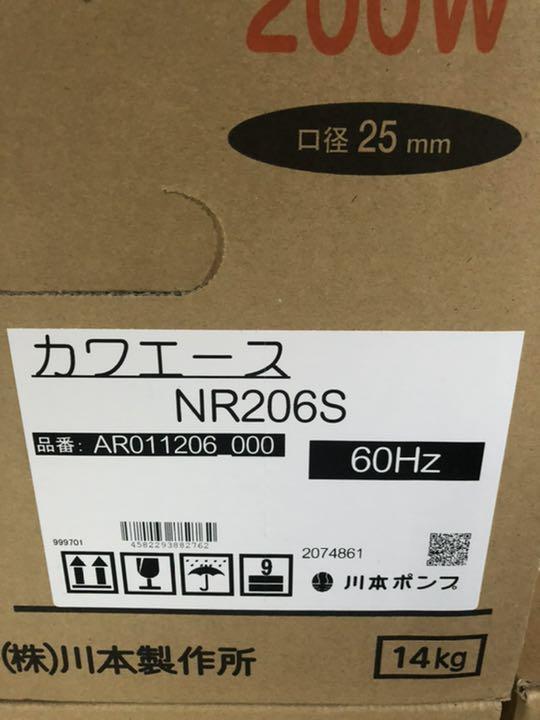 200W
口径 25 mm
カワエース
NR206S
品番: AR011206_000
60Hz
999701
4582293882762
2074861
9
川本ポンプ
(株)川本製作所
14kg